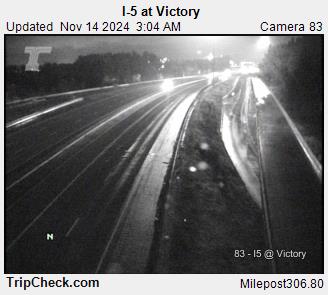 I-5 at Victory
Updated Nov 14 2024 3:04 AM Camera 83
T
N
83 - I5 @ Victory
TripCheck.com Milepost306.80